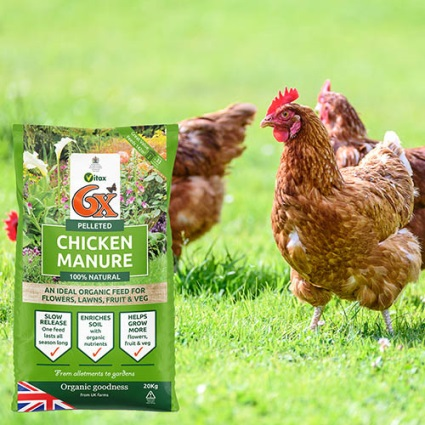 Vitax
6X
PELLETED
CHICKEN
MANURE
100% NATURAL
AN IDEAL ORGANIC FEED FOR
FLOWERS, LAWNS, FRUIT & VEG
SLOW
RELEASE
One feed
lasts all
season long
ENRICHES
SOIL
with
organic
nutrients
HELPS
GROW
MORE
flowers,
fruit & veg
From allotments to gardens
Organic goodness
from UK Farms
20Kg